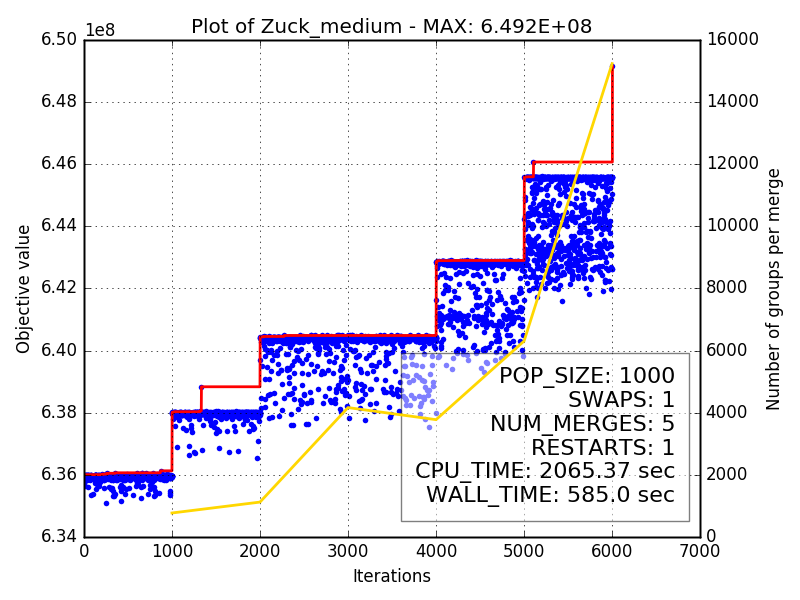 Plot of Zuck_medium - MAX: 6.492E+08
1e8
6.50
6.48
6.46
6.44
6.42
6.40
6.38
6.36
6.34
Objective value
16000
14000
12000
10000
8000
6000
4000
2000
0
Number of groups per merge
POP_SIZE: 1000
SWAPS: 1
NUM_MERGES: 5
RESTARTS: 1
CPU_TIME: 2065.37 sec
WALL_TIME: 585.0 sec
0 1000 2000 3000 4000 5000 6000 7000
Iterations